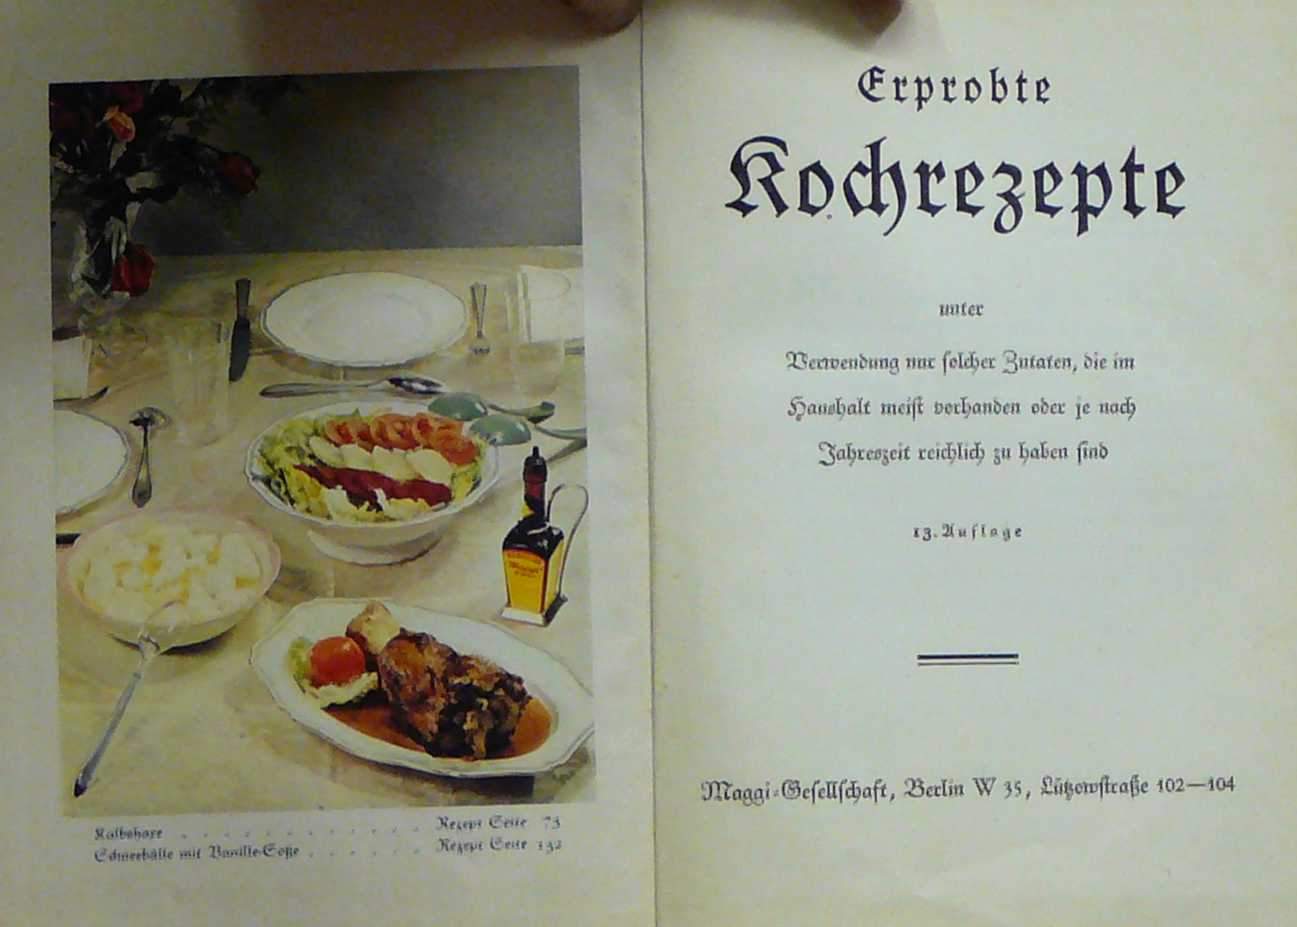 Kalbshaxe . . . . . . . . . . . . Rezept Seite 73
Schneebälle mit Vanille-Soße . . . . . . Rezept Seite 132
Erprobte
Kochrezepte
unter
Verwendung nur solcher Zutaten, die im
Haushalt meist vorhanden oder je nach
Jahreszeit reichlich zu haben sind
13. Auflage
Maggi-Gesellschaft, Berlin W 35, Lützowstraße 102—104